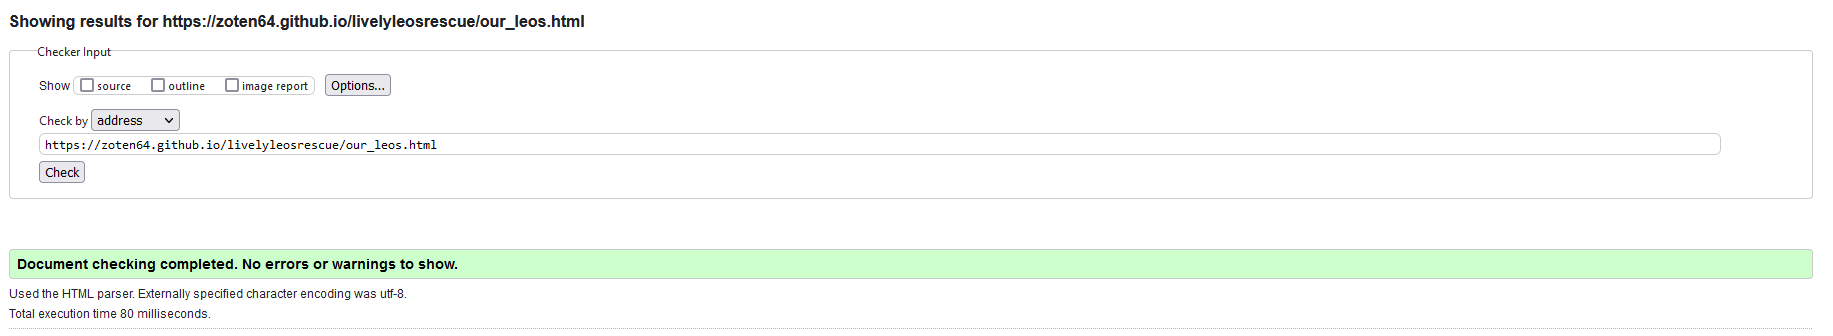 Showing results for https://zoten64.github.io/livelyleosrescue/our_leos.html
Checker Input
Show source outline image report Options...
Check by address
https://zoten64.github.io/livelyleosrescue/our_leos.html
Check
Document checking completed. No errors or warnings to show.
Used the HTML parser. Externally specified character encoding was utf-8.
Total execution time 80 milliseconds.